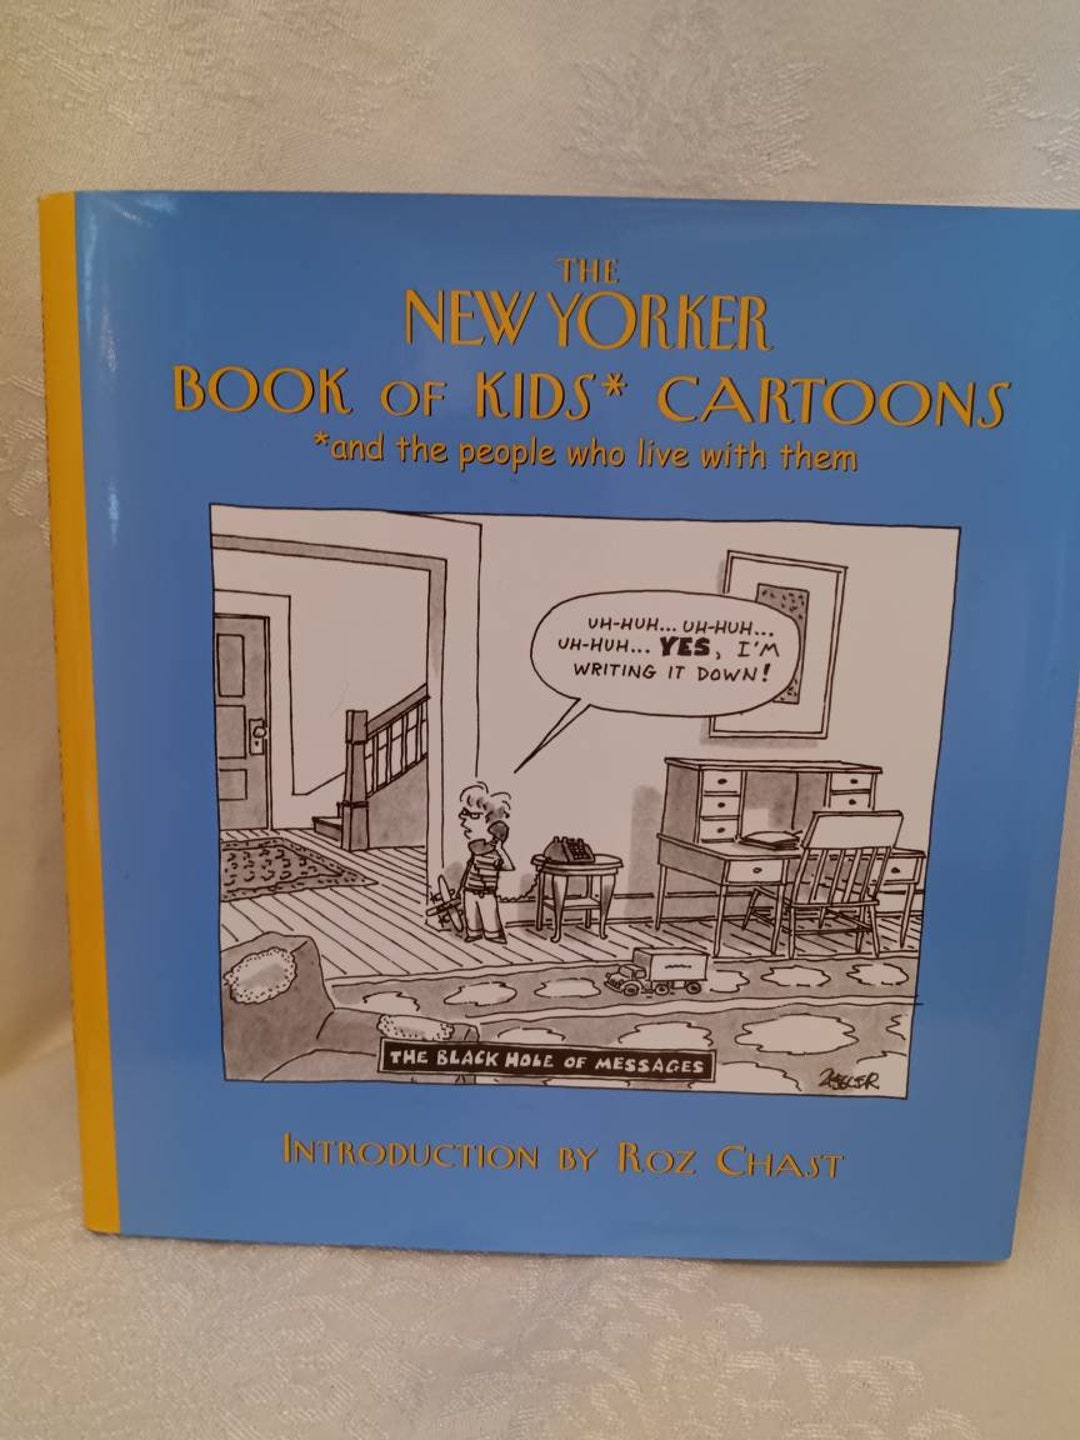 THE
NEW YORKER
BOOK OF KIDS* CARTOONS
*and the people who live with them
UH-HUH... UH-HUH...
UH-HUH... YES, I'M
WRITING IT DOWN!
THE BLACK HOLE OF MESSAGES
ZIEGLER
INTRODUCTION BY ROZ CHAST